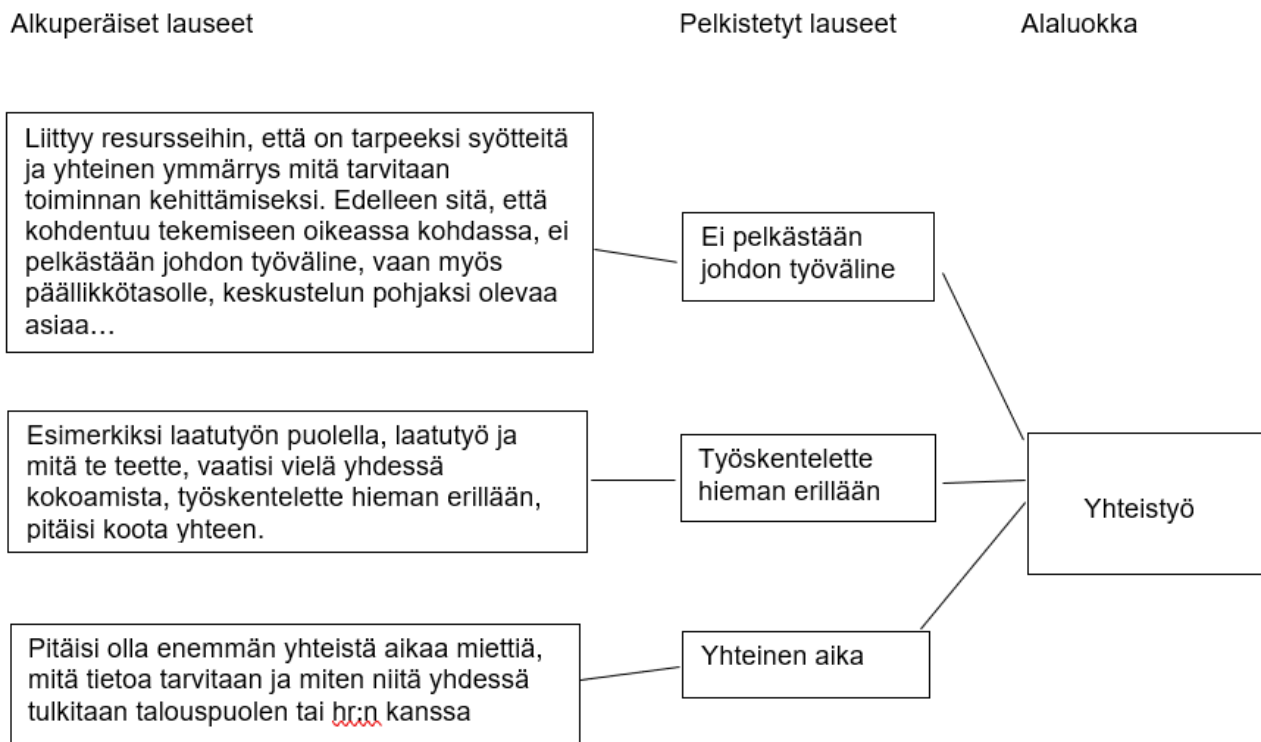 Alkuperäiset lauseet
Pelkistetyt lauseet
Alaluokka
Liittyy resursseihin, että on tarpeeksi syötteitä
ja yhteinen ymmärrys mitä tarvitaan
toiminnan kehittämiseksi. Edelleen sitä, että
kohdentuu tekemiseen oikeassa kohdassa, ei
pelkästään johdon työväline, vaan myös
päällikkötasolle, keskustelun pohjaksi olevaa
asiaa…
Ei pelkästään
johdon työväline
Esimerkiksi laatutyön puolella, laatutyö ja
mitä te teette, vaatisi vielä yhdessä
kokoamista, työskentelette hieman erillään,
pitäisi koota yhteen.
Työskentelette
hieman erillään
Yhteistyö
Pitäisi olla enemmän yhteistä aikaa miettiä,
mitä tietoa tarvitaan ja miten niitä yhdessä
tulkitaan talouspuolen tai hr:n kanssa
Yhteinen aika